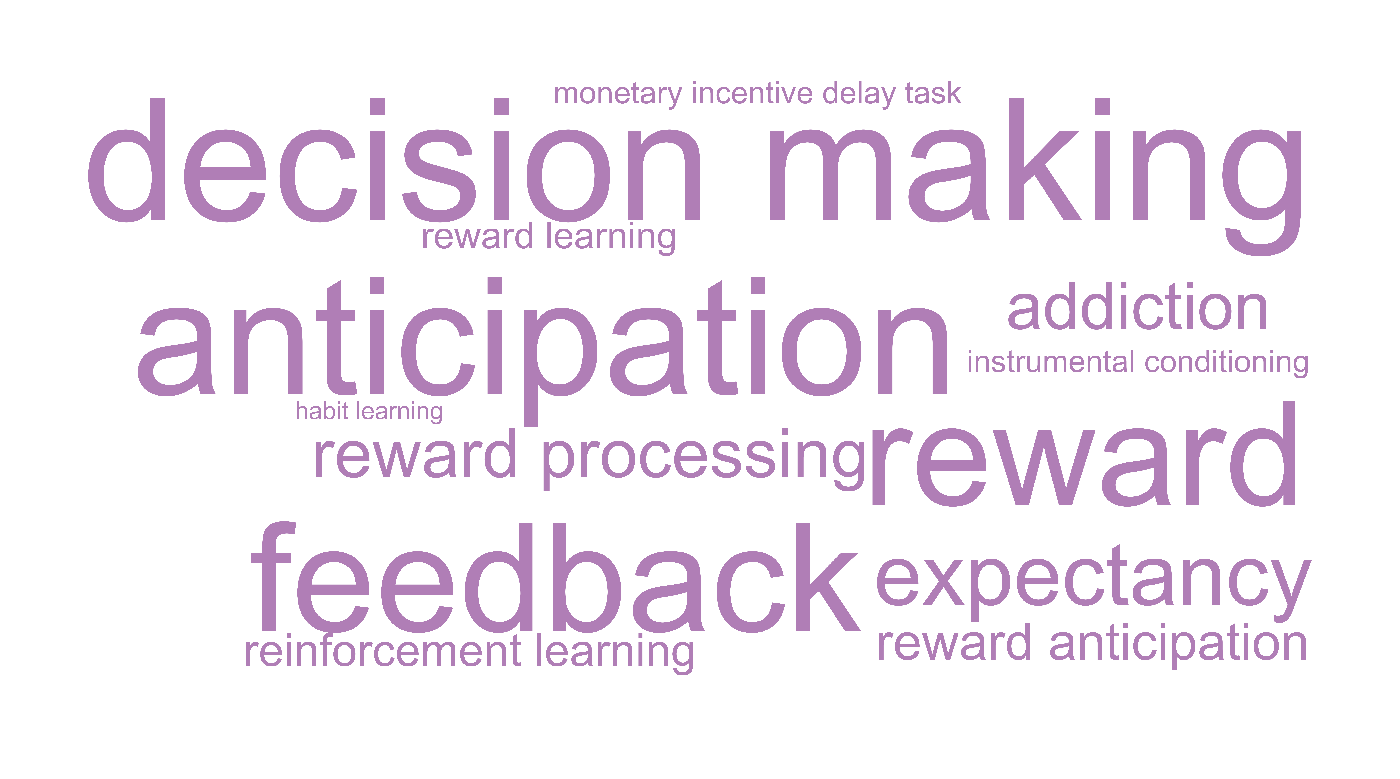 monetary incentive delay task
decision making
reward learning
anticipation
addiction
instrumental conditioning
habit learning
reward processing
reward
feedback
expectancy
reinforcement learning
reward anticipation